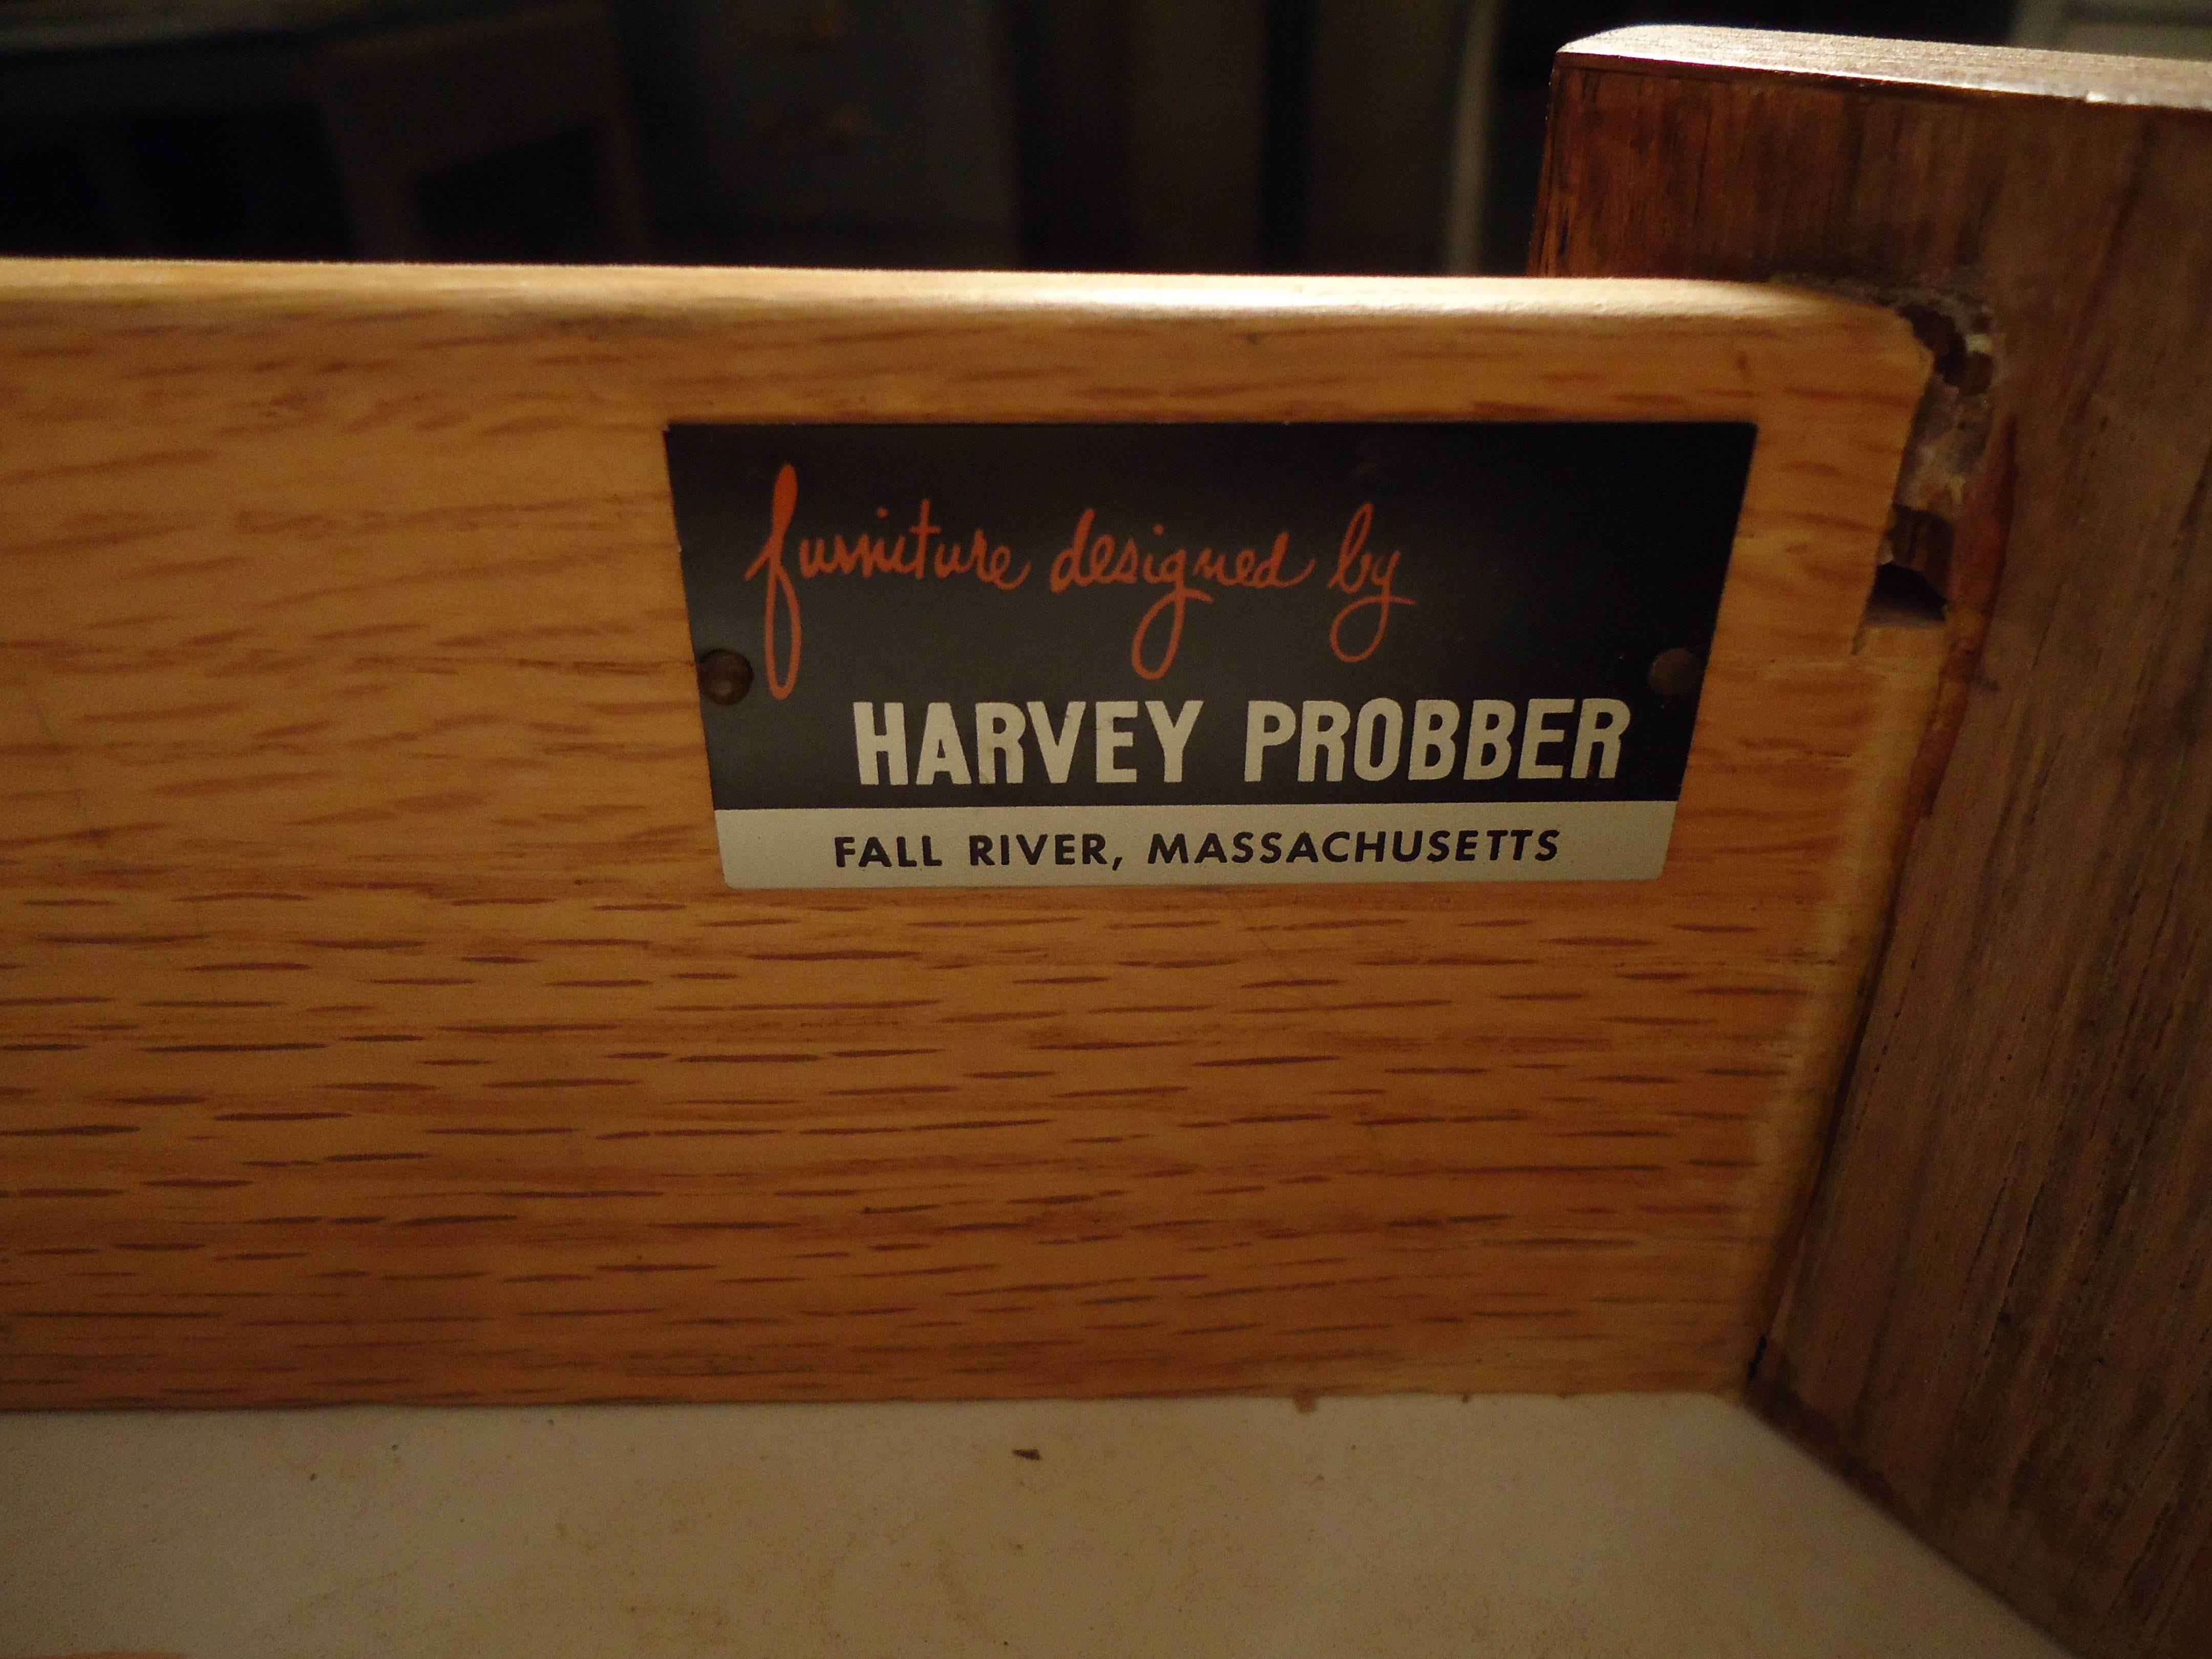 furniture designed by
HARVEY PROBBER
FALL RIVER, MASSACHUSETTS